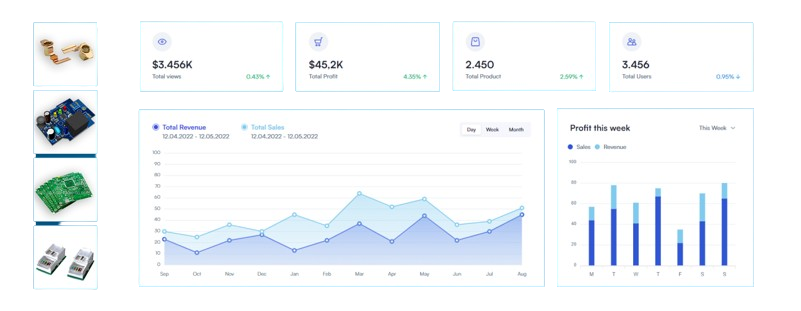 $3.456K
Total views
0.43% ↑
$45,2K
Total Profit
4.35% ↑
2.450
Total Product
2.59% ↑
3.456
Total Users
0.95% ↓
Total Revenue
12.04.2022 - 12.05.2022
Total Sales
12.04.2022 - 12.05.2022
Day Week Month
100
90
80
70
60
50
40
30
20
10
0
Sep Oct Nov Dec Jan Feb Mar Apr May Jun Jul Aug
Profit this week
This Week
Sales Revenue
100
80
60
40
20
0
M T W T F S S